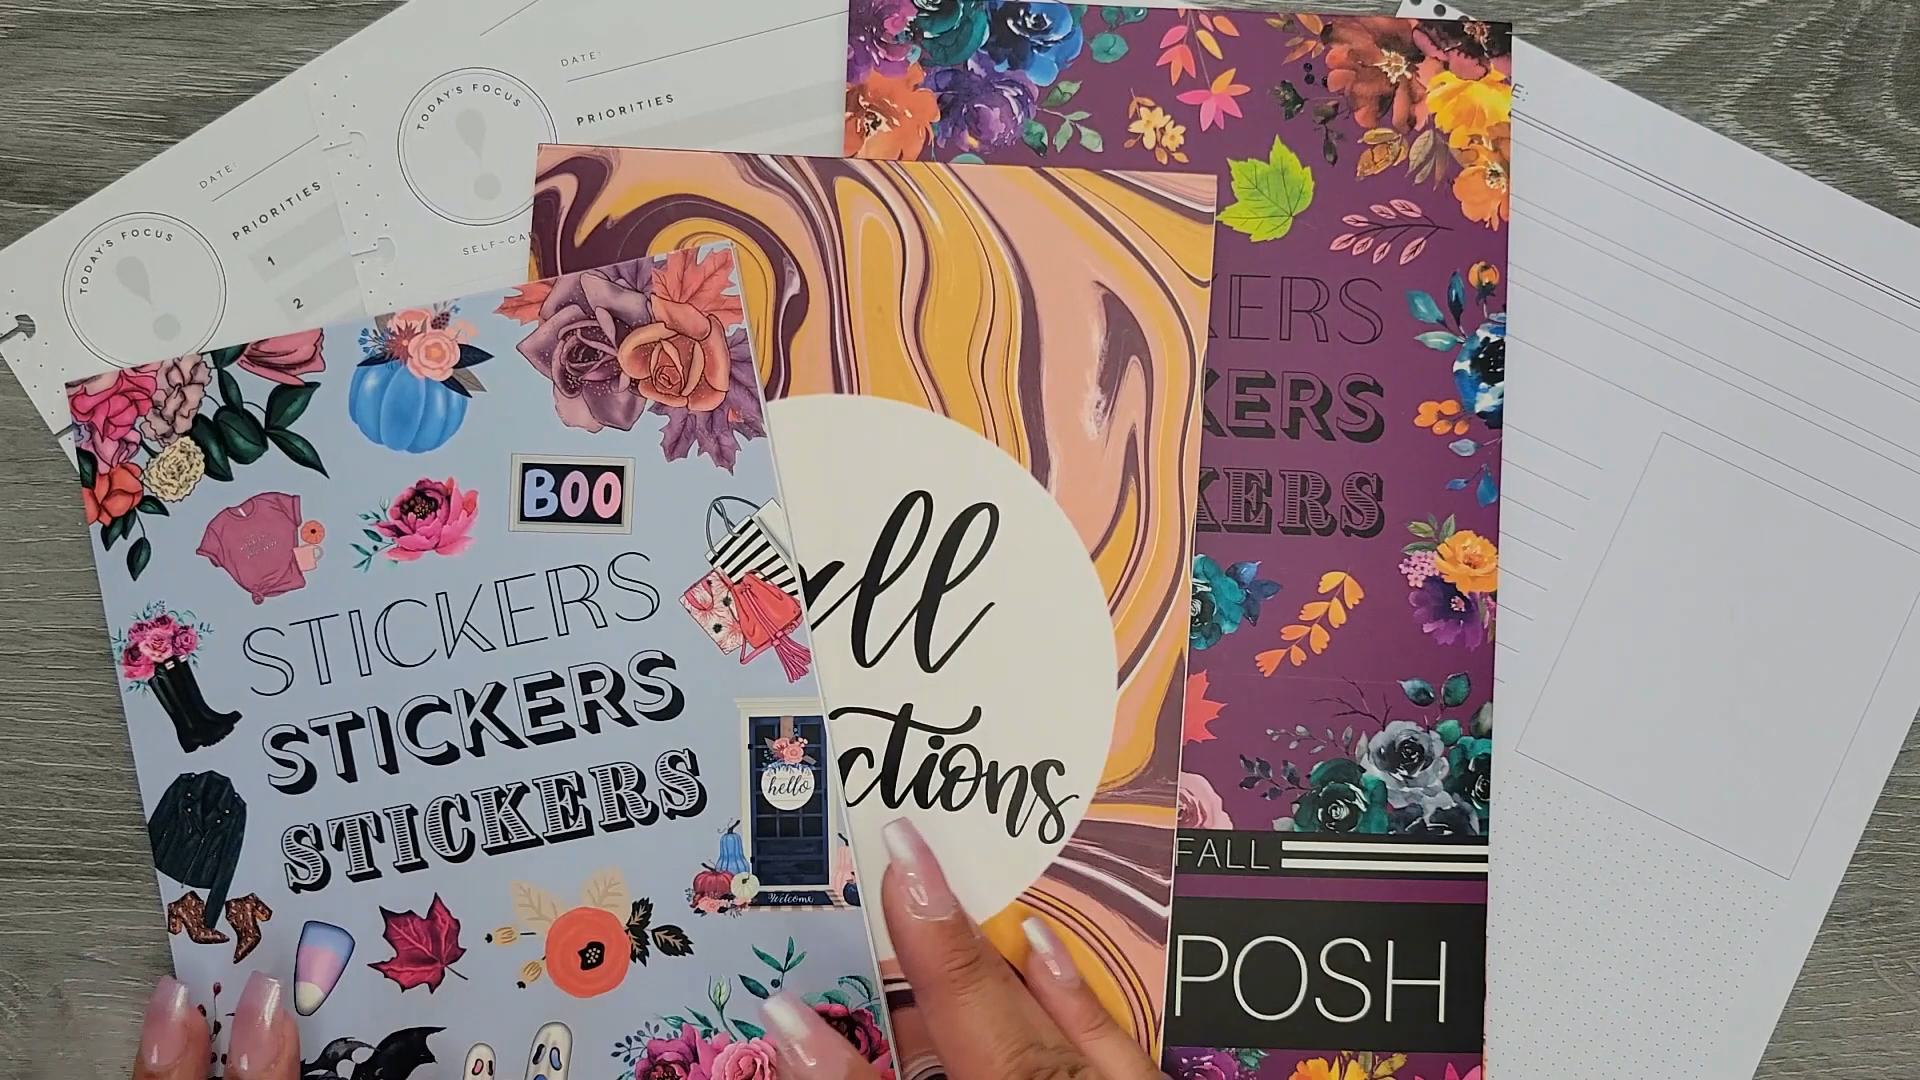 TODAY'S FOCUS
DATE:
PRIORITIES
1
2
TODAY'S FOCUS
DATE:
PRIORITIES
SELF-CA
BOO
STICKERS
STICKERS
STICKERS
hello
Welcome
all
ctions
KERS
KERS
KERS
FALL
POSH
E: